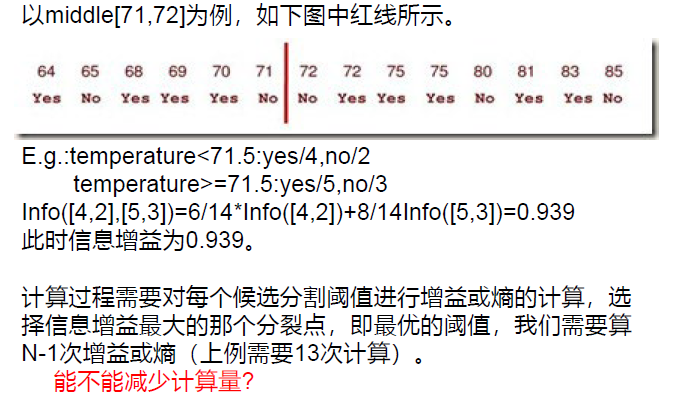 以middle[71,72]为例，如下图中红线所示。
64 65 68 69 70 71 72 72 75 75 80 81 83 85
Yes No Yes Yes Yes No No Yes Yes Yes No Yes Yes No
E.g.:temperature<71.5:yes/4,no/2
temperature>=71.5:yes/5,no/3
Info([4,2],[5,3])=6/14*Info([4,2])+8/14Info([5,3])=0.939
此时信息增益为0.939。
计算过程需要对每个候选分割阈值进行增益或熵的计算，选
择信息增益最大的那个分裂点，即最优的阈值，我们需要算
N-1次增益或熵（上例需要13次计算）。
能不能减少计算量?